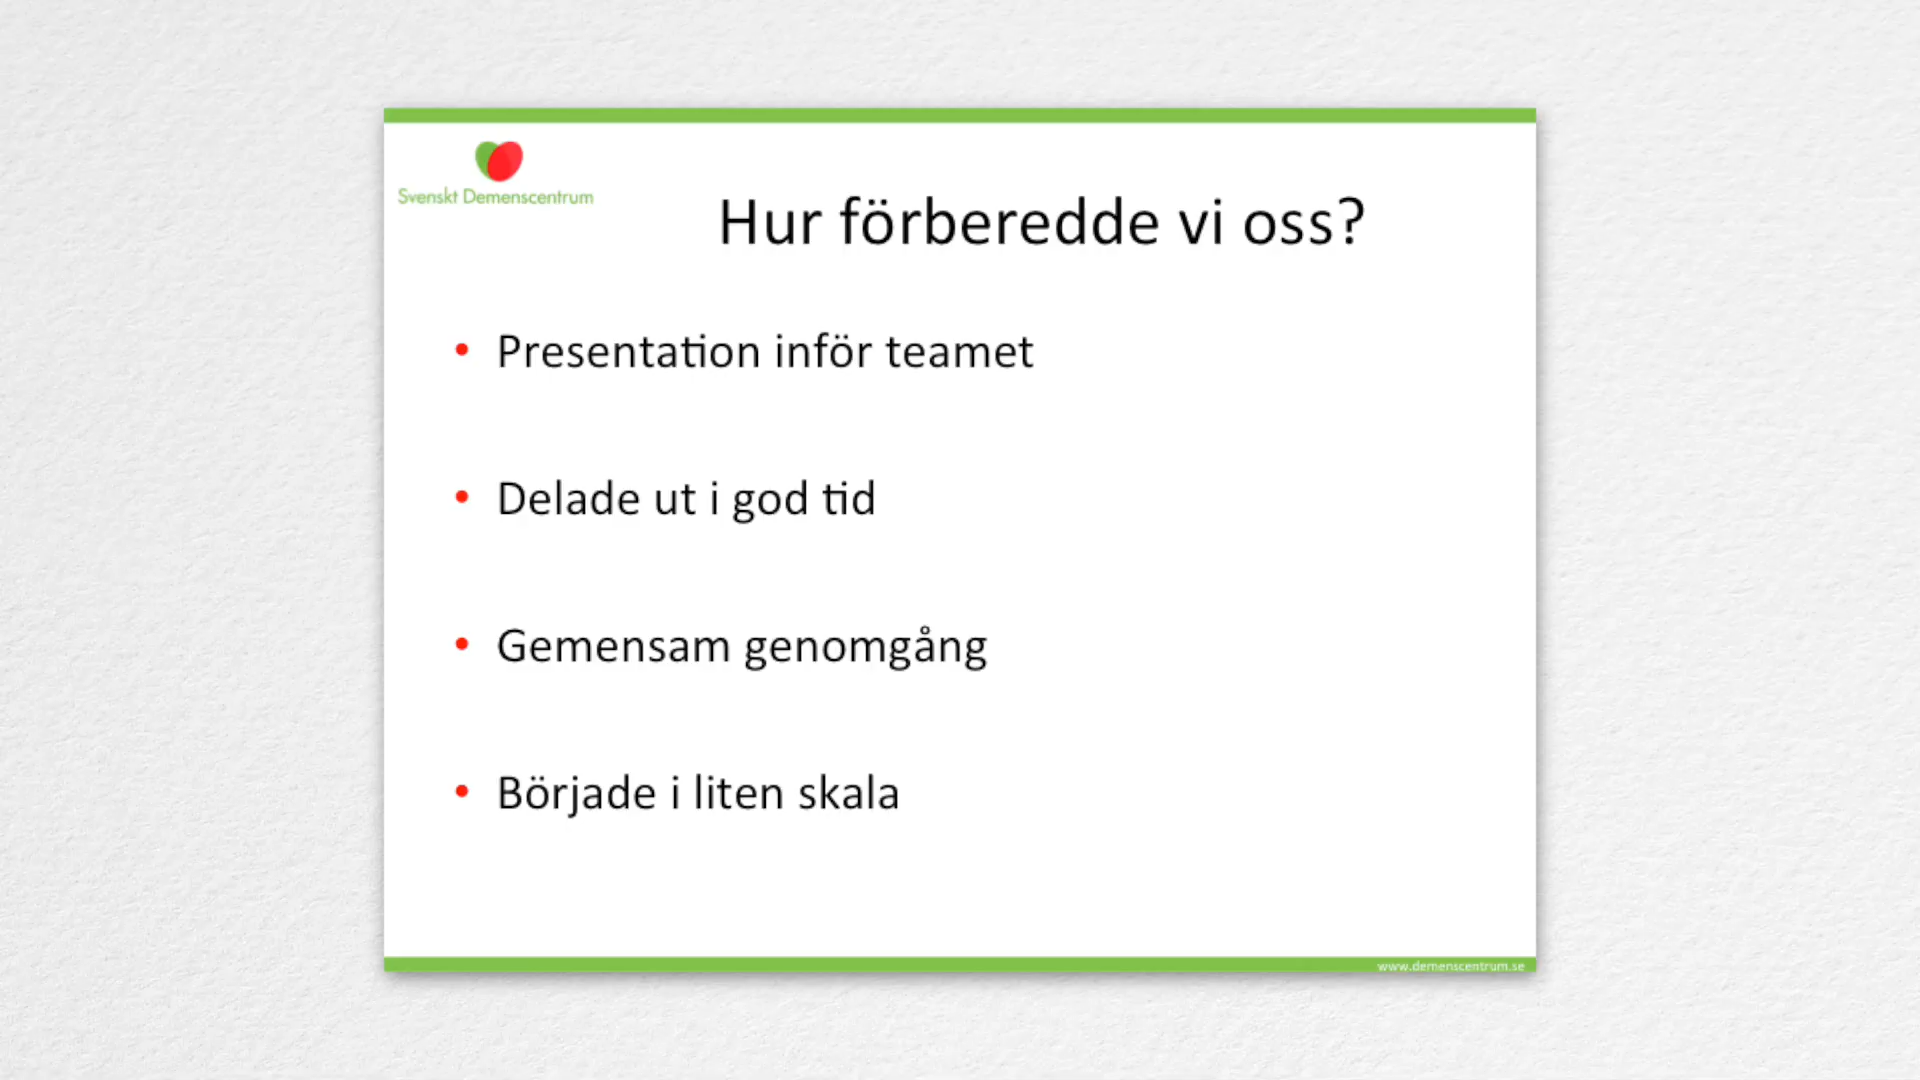 Svenskt Demenscentrum
Hur förberedde vi oss?
• Presentation inför teamet
• Delade ut i god tid
• Gemensam genomgång
• Började i liten skala
www.demenscentrum.se